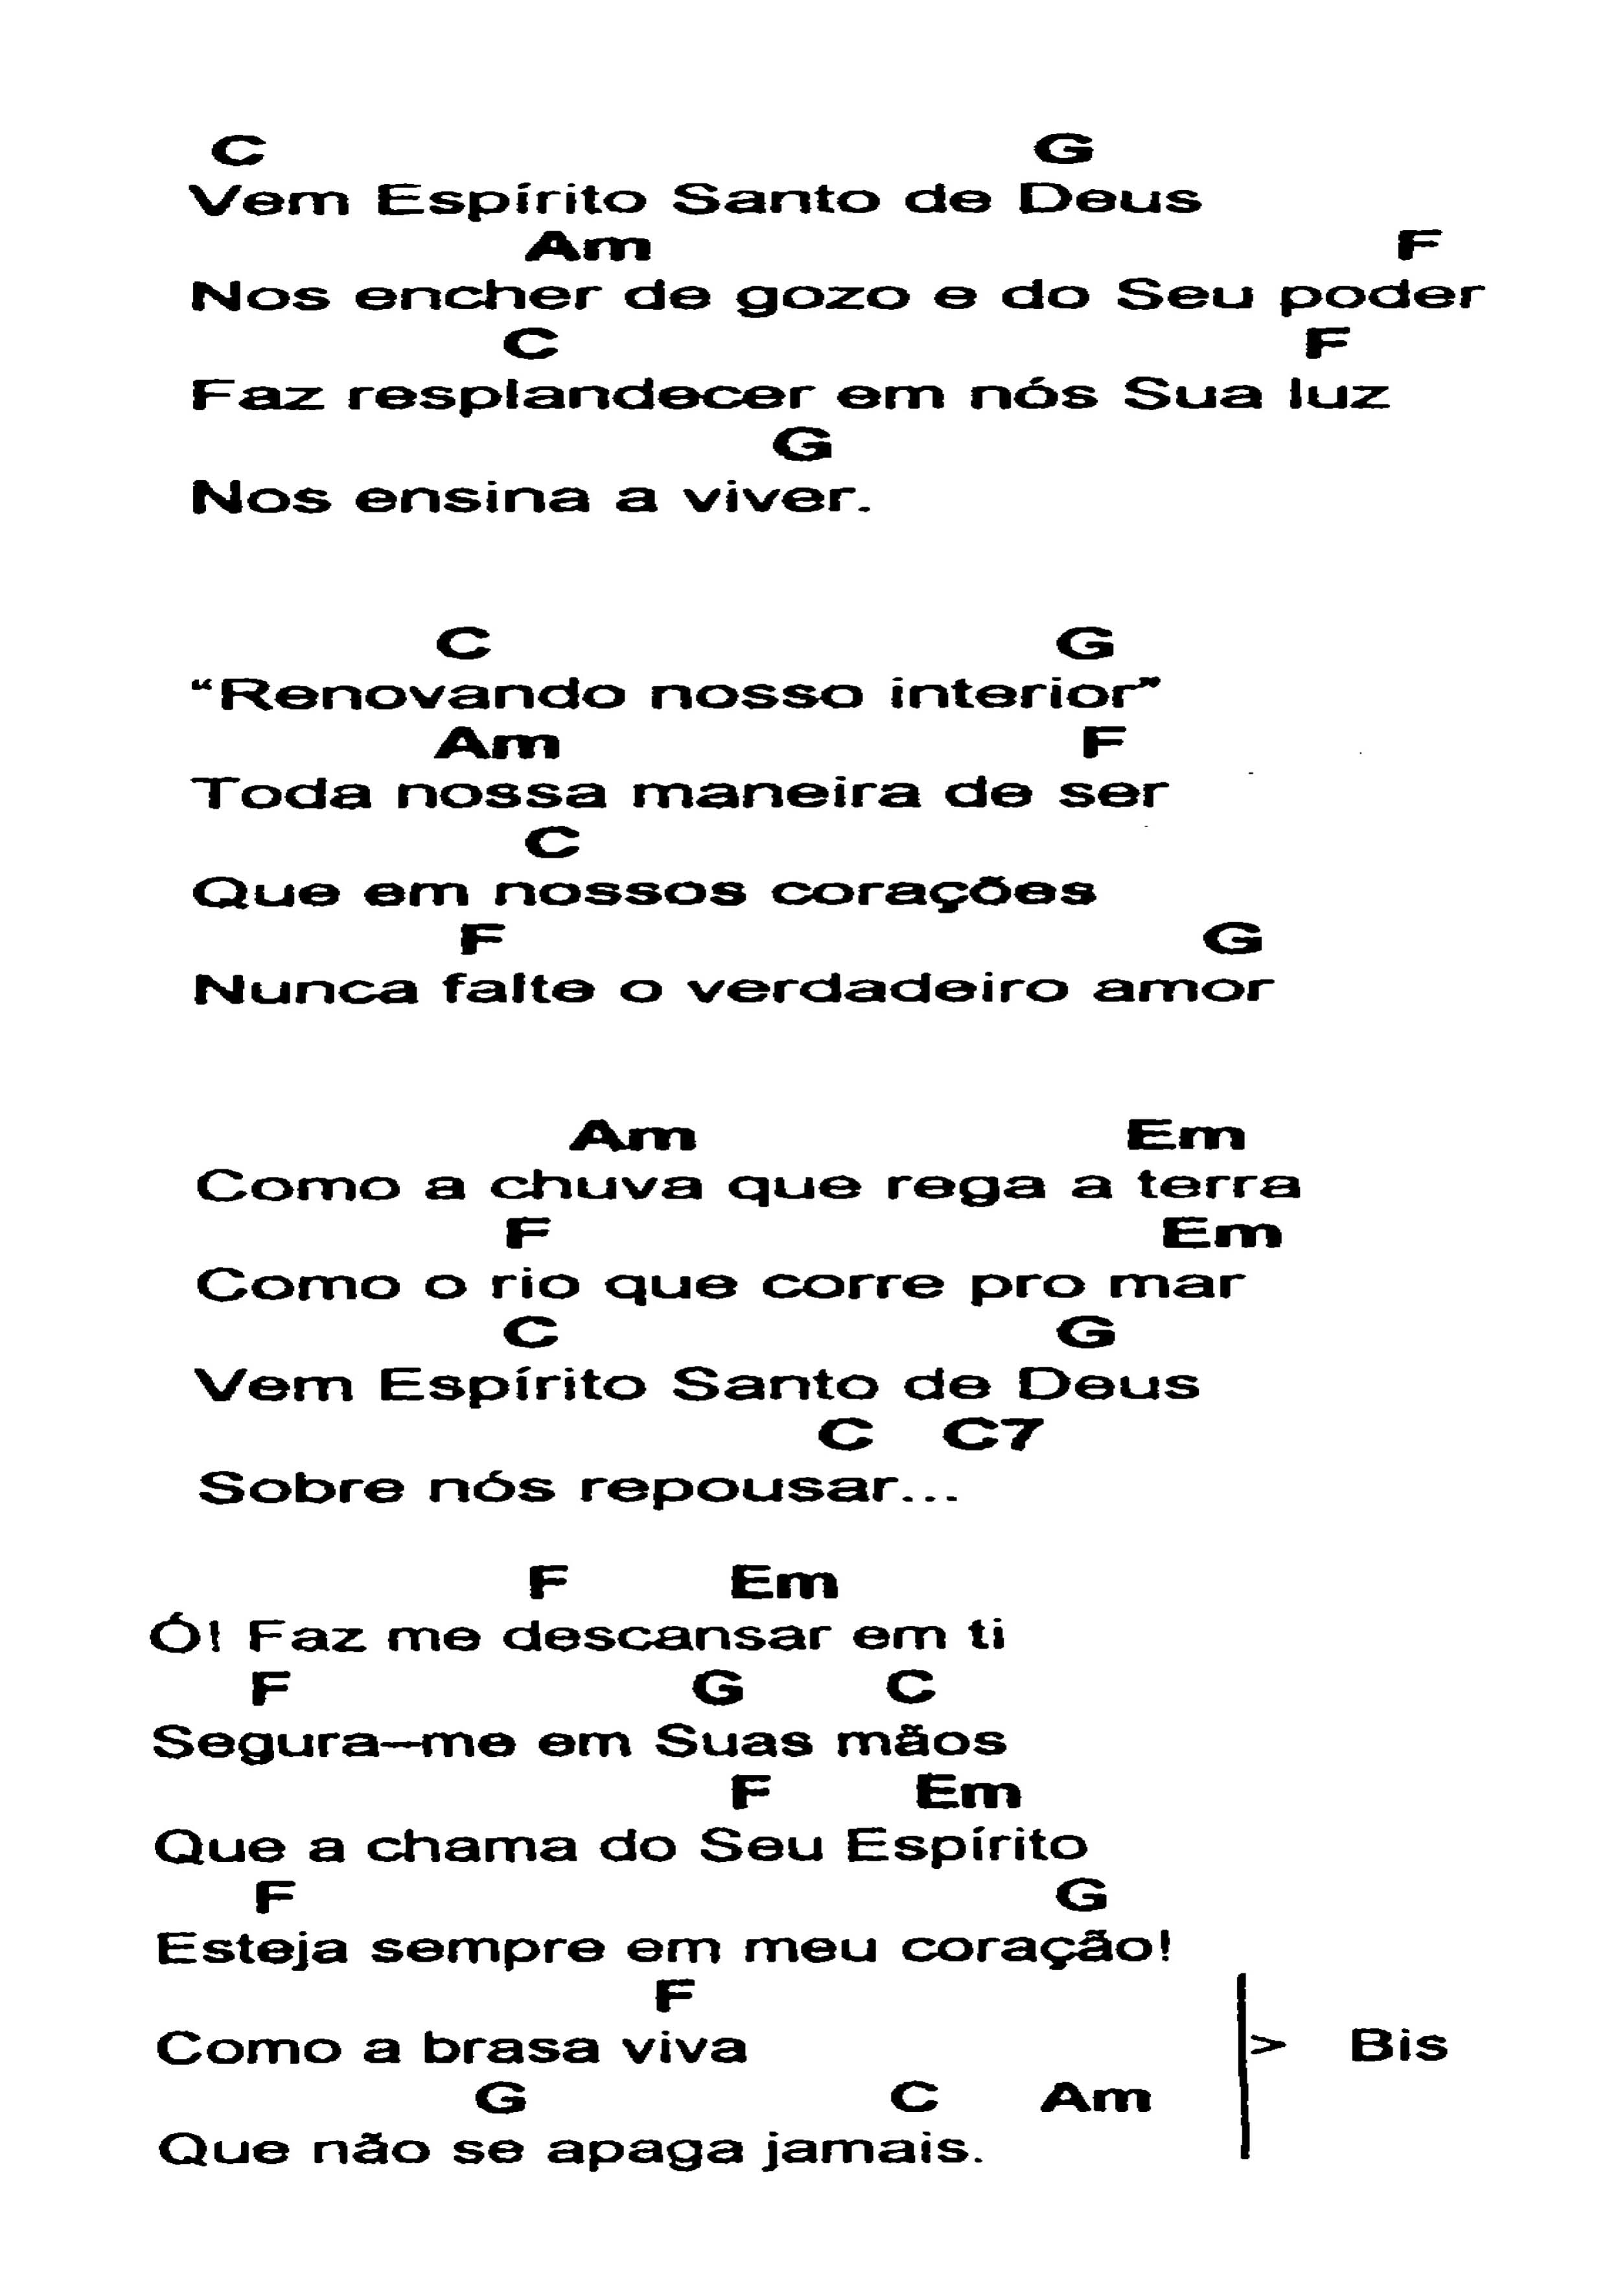 C G
Vem Espírito Santo de Deus
Am F
Nos encher de gozo e do Seu poder
C F
Faz resplandecer em nós Sua luz
G
Nos ensina a viver.
C G
“Renovando nosso interior”
Am F
Toda nossa maneira de ser
C
Que em nossos corações
F G
Nunca falte o verdadeiro amor
Am Em
Como a chuva que rega a terra
F Em
Como o rio que corre pro mar
C G
Vem Espírito Santo de Deus
C C7
Sobre nós repousar...
F Em
Ó! Faz me descansar em ti
F G C
Segura–me em Suas mãos
F Em
Que a chama do Seu Espírito
F G
Esteja sempre em meu coração!
F
Como a brasa viva > Bis
G C Am
Que não se apaga jamais.